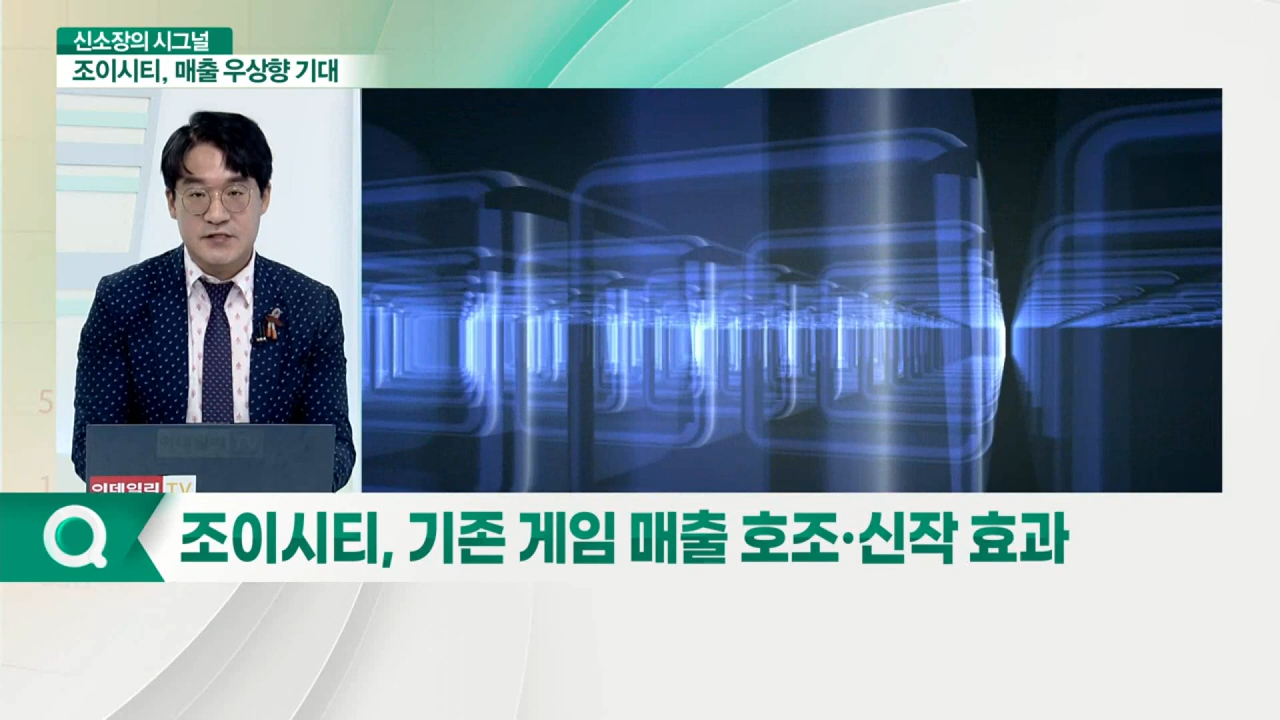 신소장의 시그널
조이시티, 매출 우상향 기대
이데일리 TV
조이시티, 기존 게임 매출 호조·신작 효과